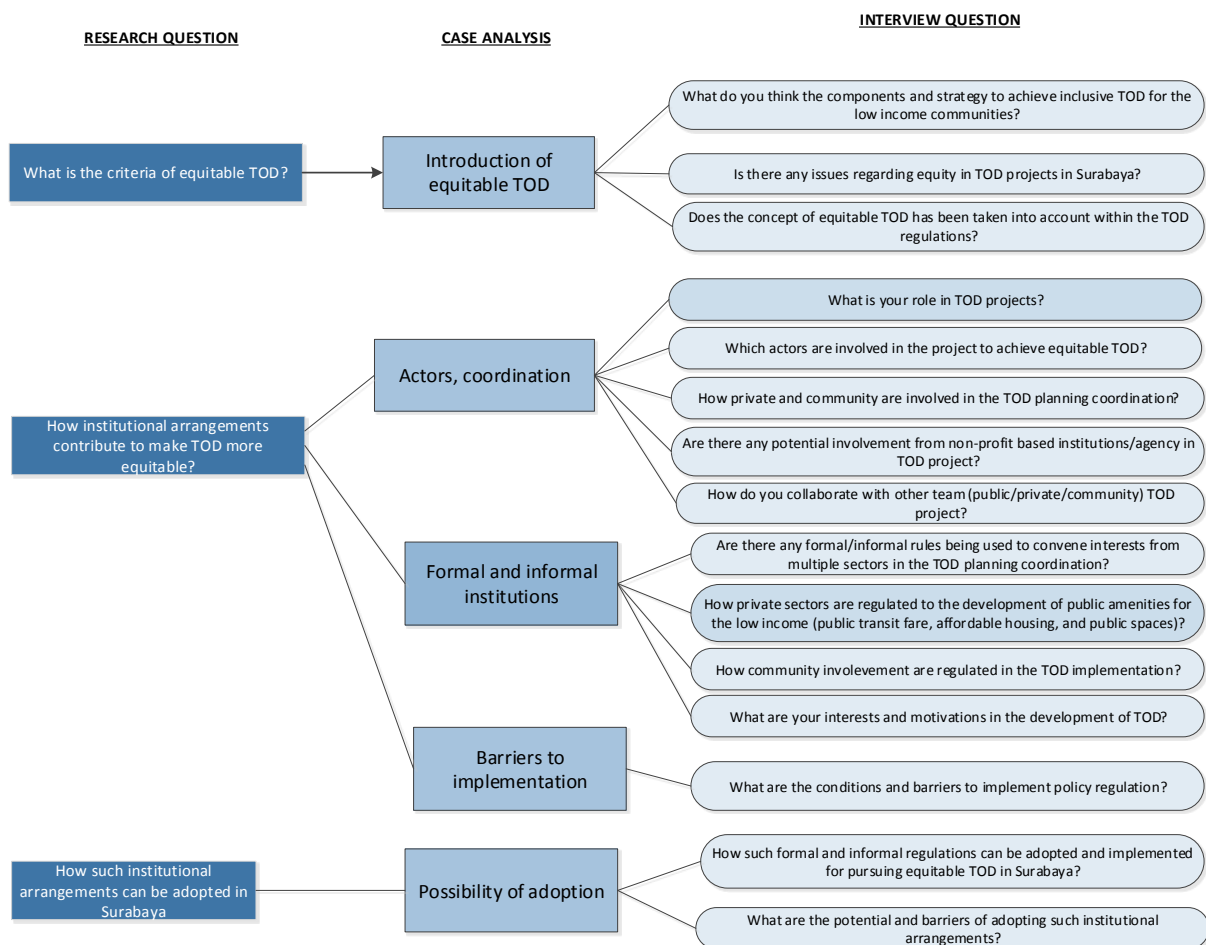 RESEARCH QUESTION
CASE ANALYSIS
INTERVIEW QUESTION
What is the criteria of equitable TOD?
Introduction of
equitable TOD
What do you think the components and strategy to achieve inclusive TOD for the
low income communities?
Is there any issues regarding equity in TOD projects in Surabaya?
Does the concept of equitable TOD has been taken into account within the TOD
regulations?
How institutional arrangements
contribute to make TOD more
equitable?
Actors, coordination
What is your role in TOD projects?
Which actors are involved in the project to achieve equitable TOD?
How private and community are involved in the TOD planning coordination?
Are there any potential involvement from non-profit based institutions/agency in
TOD project?
How do you collaborate with other team (public/private/community) TOD
project?
Formal and informal
institutions
Are there any formal/informal rules being used to convene interests from
multiple sectors in the TOD planning coordination?
How private sectors are regulated to the development of public amenities for
the low income (public transit fare, affordable housing, and public spaces)?
How community involevement are regulated in the TOD implementation?
What are your interests and motivations in the development of TOD?
Barriers to
implementation
What are the conditions and barriers to implement policy regulation?
How such institutional
arrangements can be adopted in
Surabaya
Possibility of adoption
How such formal and informal regulations can be adopted and implemented
for pursuing equitable TOD in Surabaya?
What are the potential and barriers of adopting such institutional
arrangements?